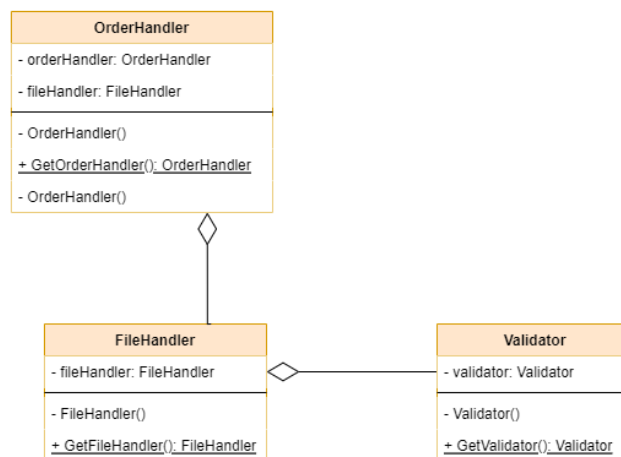 OrderHandler
- orderHandler: OrderHandler
- fileHandler: FileHandler
- OrderHandler()
+ GetOrderHandler(): OrderHandler
- OrderHandler()
FileHandler
- fileHandler: FileHandler
- FileHandler()
+ GetFileHandler(): FileHandler
Validator
- validator: Validator
- Validator()
+ GetValidator(): Validator